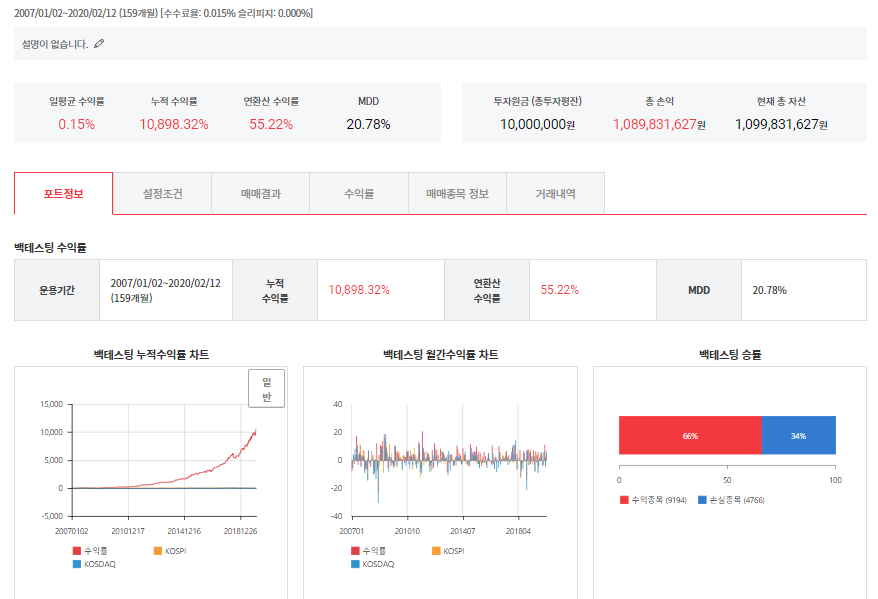 2007/01/02~2020/02/12 (159개월) [수수료율: 0.015% 슬리피지: 0.000%]
설명이 없습니다.
일평균 수익률 누적 수익률 연환산 수익률 MDD
0.15% 10,898.32% 55.22% 20.78%
투자원금 (총투자평잔) 총 손익 현재 총 자산
10,000,000원 1,089,831,627원 1,099,831,627원
포트정보 설정조건 매매결과 수익률 매매종목 정보 거래내역
백테스팅 수익률
운용기간
2007/01/02~2020/02/12
(159개월)
누적
수익률
10,898.32%
연환산
수익률
55.22%
MDD
20.78%
백테스팅 누적수익률 차트
일
반
15,000
10,000
5,000
0
-5,000
20070102 20101217 20141216 20181226
수익률 KOSPI
KOSDAQ
백테스팅 월간수익률 차트
40
20
0
-20
-40
200701 201010 201407 201804
수익률 KOSPI
KOSDAQ
백테스팅 승률
66% 34%
0 50 100
수익종목 (9194) 손실종목 (4766)